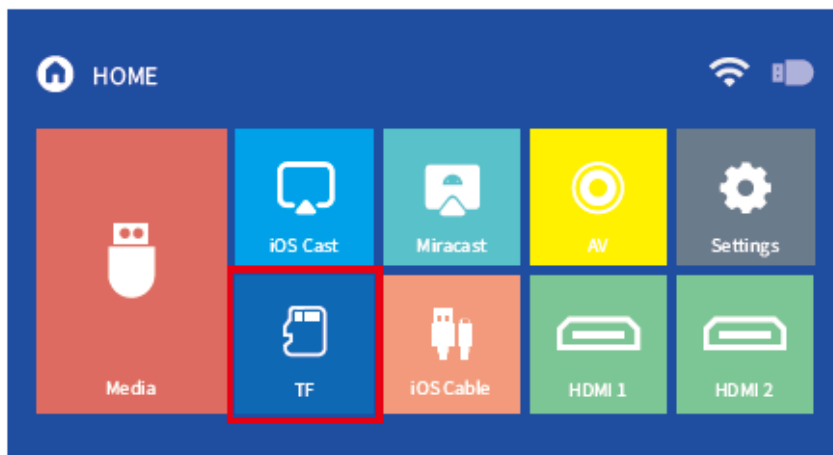 HOME
iOS Cast
Miracast
AV
Settings
Media
TF
iOS Cable
HDMI 1
HDMI 2